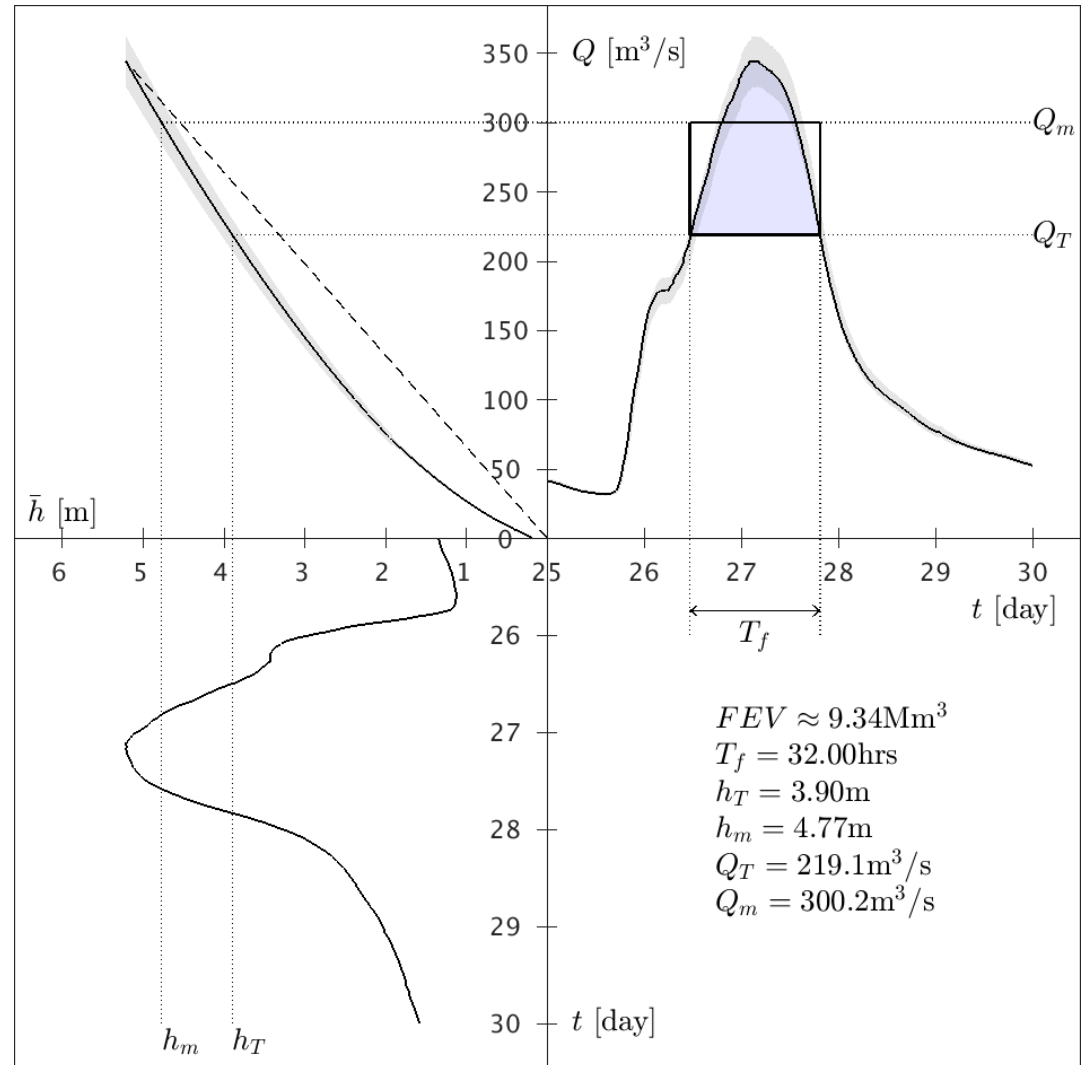 Q [m³/s]
350
300
250
200
150
100
50
0
Q_m
Q_T
h̄ [m]
6 5 4 3 2 1 25 26 27 28 29 30
t [day]
T_f
26
27
28
29
30
t [day]
h_m h_T
FEV ≈ 9.34Mm³
T_f = 32.00hrs
h_T = 3.90m
h_m = 4.77m
Q_T = 219.1m³/s
Q_m = 300.2m³/s